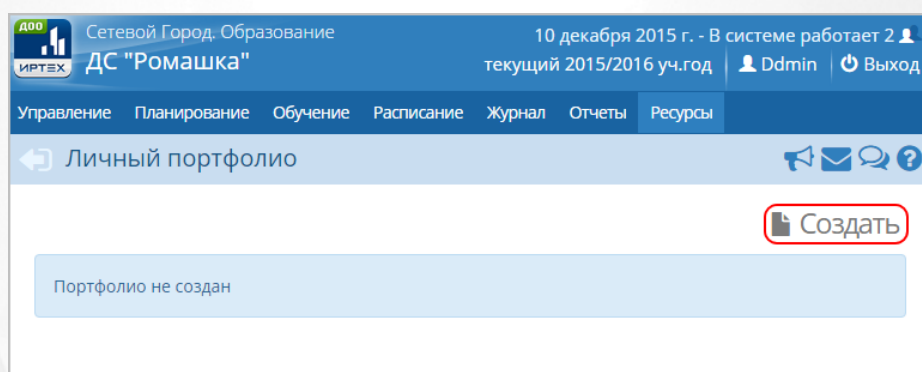 ДОО
ИРТЕХ
Сетевой Город. Образование
ДС "Ромашка"
10 декабря 2015 г. - В системе работает 2
текущий 2015/2016 уч.год Ddmin Выход
Управление Планирование Обучение Расписание Журнал Отчеты Ресурсы
Личный портфолио
Создать
Портфолио не создан